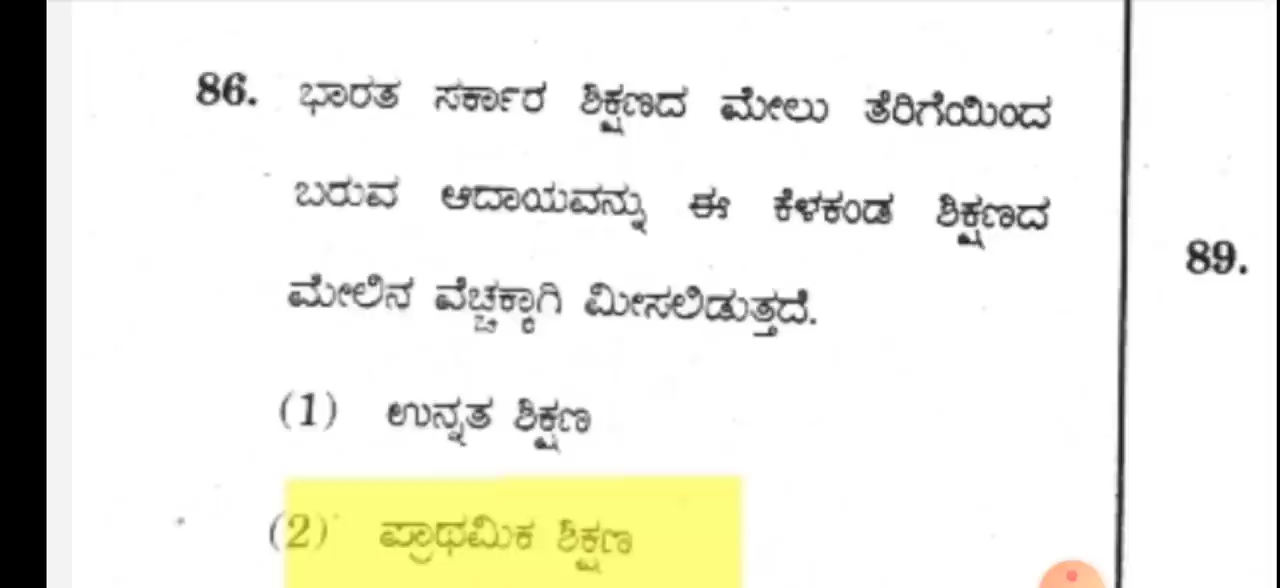 86. ಭಾರತ ಸರ್ಕಾರ ಶಿಕ್ಷಣದ ಮೇಲು ತೆರಿಗೆಯಿಂದ
ಬರುವ ಆದಾಯವನ್ನು ಈ ಕೆಳಕಂಡ ಶಿಕ್ಷಣದ
ಮೇಲಿನ ವೆಚ್ಚಕ್ಕಾಗಿ ಮೀಸಲಿಡುತ್ತದೆ.
(1) ಉನ್ನತ ಶಿಕ್ಷಣ
(2) ಪ್ರಾಥಮಿಕ ಶಿಕ್ಷಣ
89.